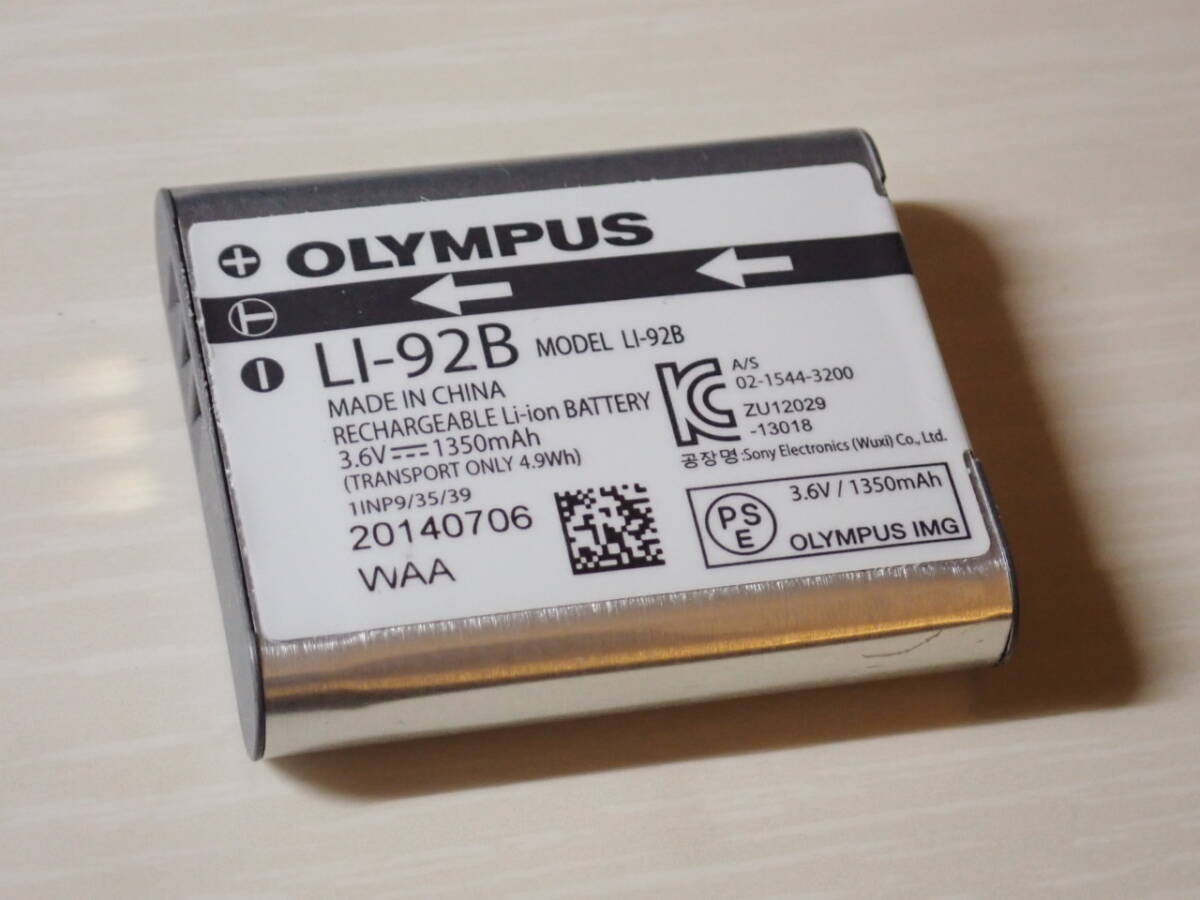 OLYMPUS
LI-92B MODEL LI-92B
MADE IN CHINA
RECHARGEABLE Li-ion BATTERY
3.6V 1350mAh
(TRANSPORT ONLY 4.9Wh)
1INP9/35/39
20140706
WAA
A/S
02-1544-3200
ZU12029
-13018
공장명:Sony Electronics (Wuxi) Co., Ltd.
PS
E
3.6V / 1350mAh
OLYMPUS IMG